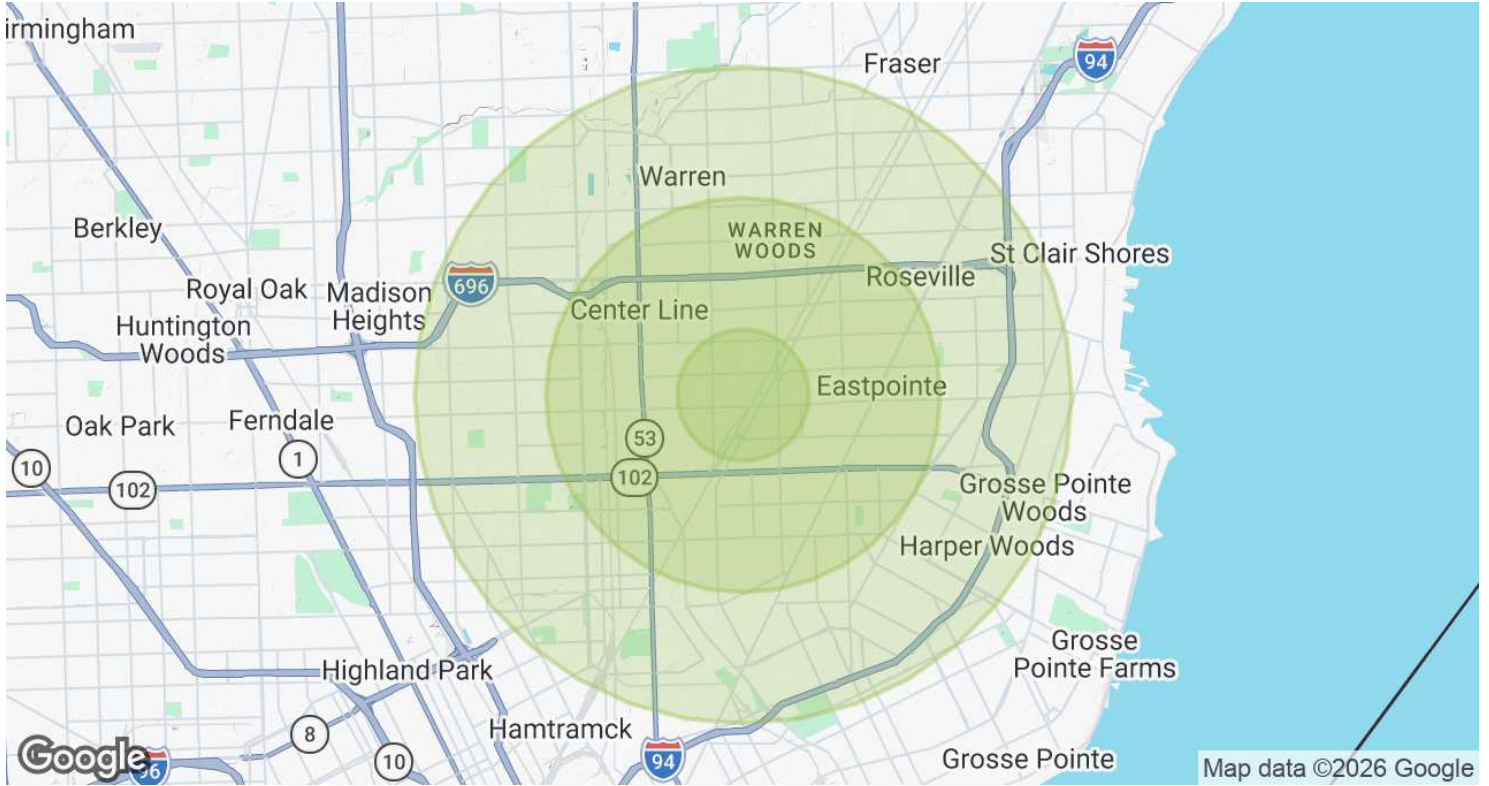 irmingham
Fraser
94
Warren
Berkley
WARREN
WOODS
St Clair Shores
Roseville
696
Royal Oak
Madison
Heights
Center Line
Huntington
Woods
Eastpointe
Oak Park
Ferndale
53
1
10
102
102
Grosse Pointe
Woods
Harper Woods
Grosse
Pointe Farms
Highland Park
Hamtramck
8
10
94
Grosse Pointe
Google
96
Map data ©2026 Google